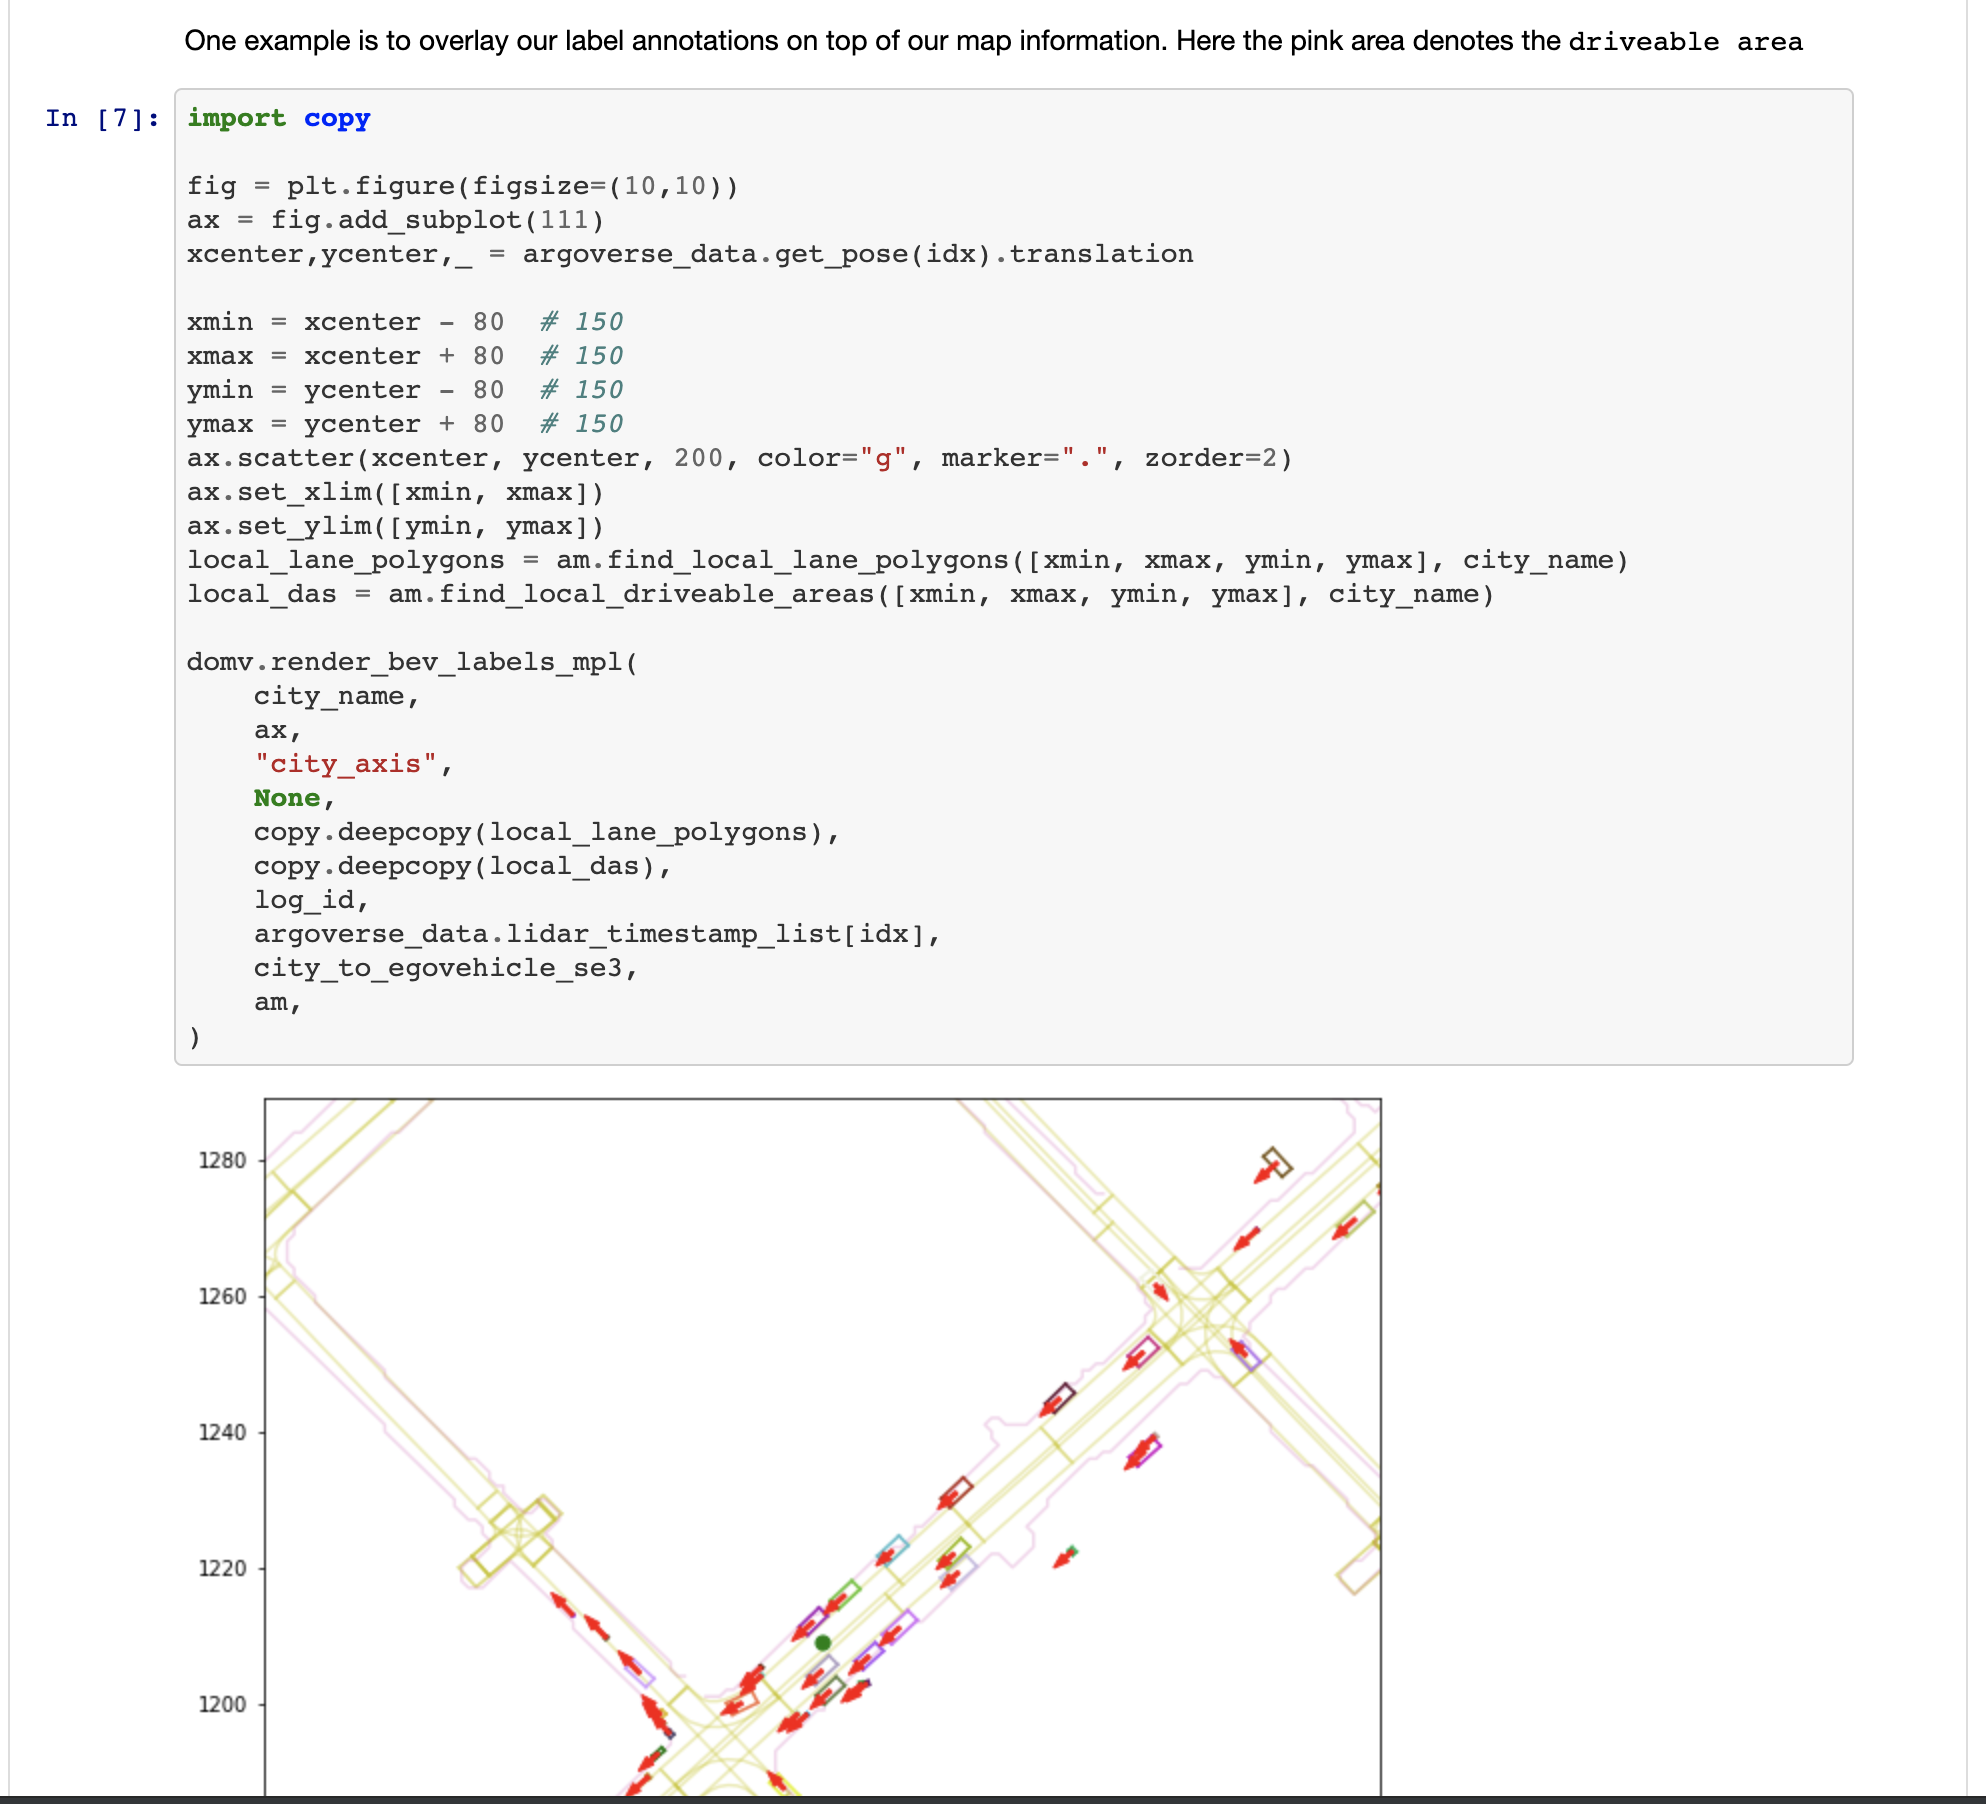 One example is to overlay our label annotations on top of our map information. Here the pink area denotes the driveable area
In [7]:
import copy
fig = plt.figure(figsize=(10,10))
ax = fig.add_subplot(111)
xcenter,ycenter,_ = argoverse_data.get_pose(idx).translation
xmin = xcenter - 80  # 150
xmax = xcenter + 80  # 150
ymin = ycenter - 80  # 150
ymax = ycenter + 80  # 150
ax.scatter(xcenter, ycenter, 200, color="g", marker=".", zorder=2)
ax.set_xlim([xmin, xmax])
ax.set_ylim([ymin, ymax])
local_lane_polygons = am.find_local_lane_polygons([xmin, xmax, ymin, ymax], city_name)
local_das = am.find_local_driveable_areas([xmin, xmax, ymin, ymax], city_name)
domv.render_bev_labels_mpl(
    city_name,
    ax,
    "city_axis",
    None,
    copy.deepcopy(local_lane_polygons),
    copy.deepcopy(local_das),
    log_id,
    argoverse_data.lidar_timestamp_list[idx],
    city_to_egovehicle_se3,
    am,
)
1280
1260
1240
1220
1200